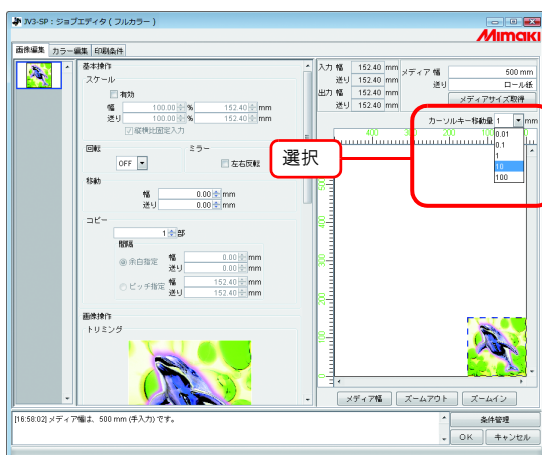 JV3-SP : ジョブエディタ ( フルカラー )
Mimaki
画像編集 カラー編集 印刷条件
基本操作
スケール
有効
幅 100.00 % 152.40 mm
送り 100.00 % 152.40 mm
縦横比固定入力
回転 ミラー
OFF 左右反転
移動
幅 0.00 mm
送り 0.00 mm
コピー
1 部
間隔
余白指定 幅 0.00 mm
送り 0.00 mm
ピッチ指定 幅 152.40 mm
送り 152.40 mm
画像操作
トリミング
入力 幅 152.40 mm
送り 152.40 mm
出力 幅 152.40 mm
送り 152.40 mm
メディア 幅 500 mm
送り ロール紙
メディアサイズ取得
カーソルキー移動量 1 mm
0.01
0.1
1
10
100
選択
400 300 200 100
メディア幅 ズームアウト ズームイン
[16:58:02] メディア幅は、500 mm (手入力) です。
条件管理
OK キャンセル